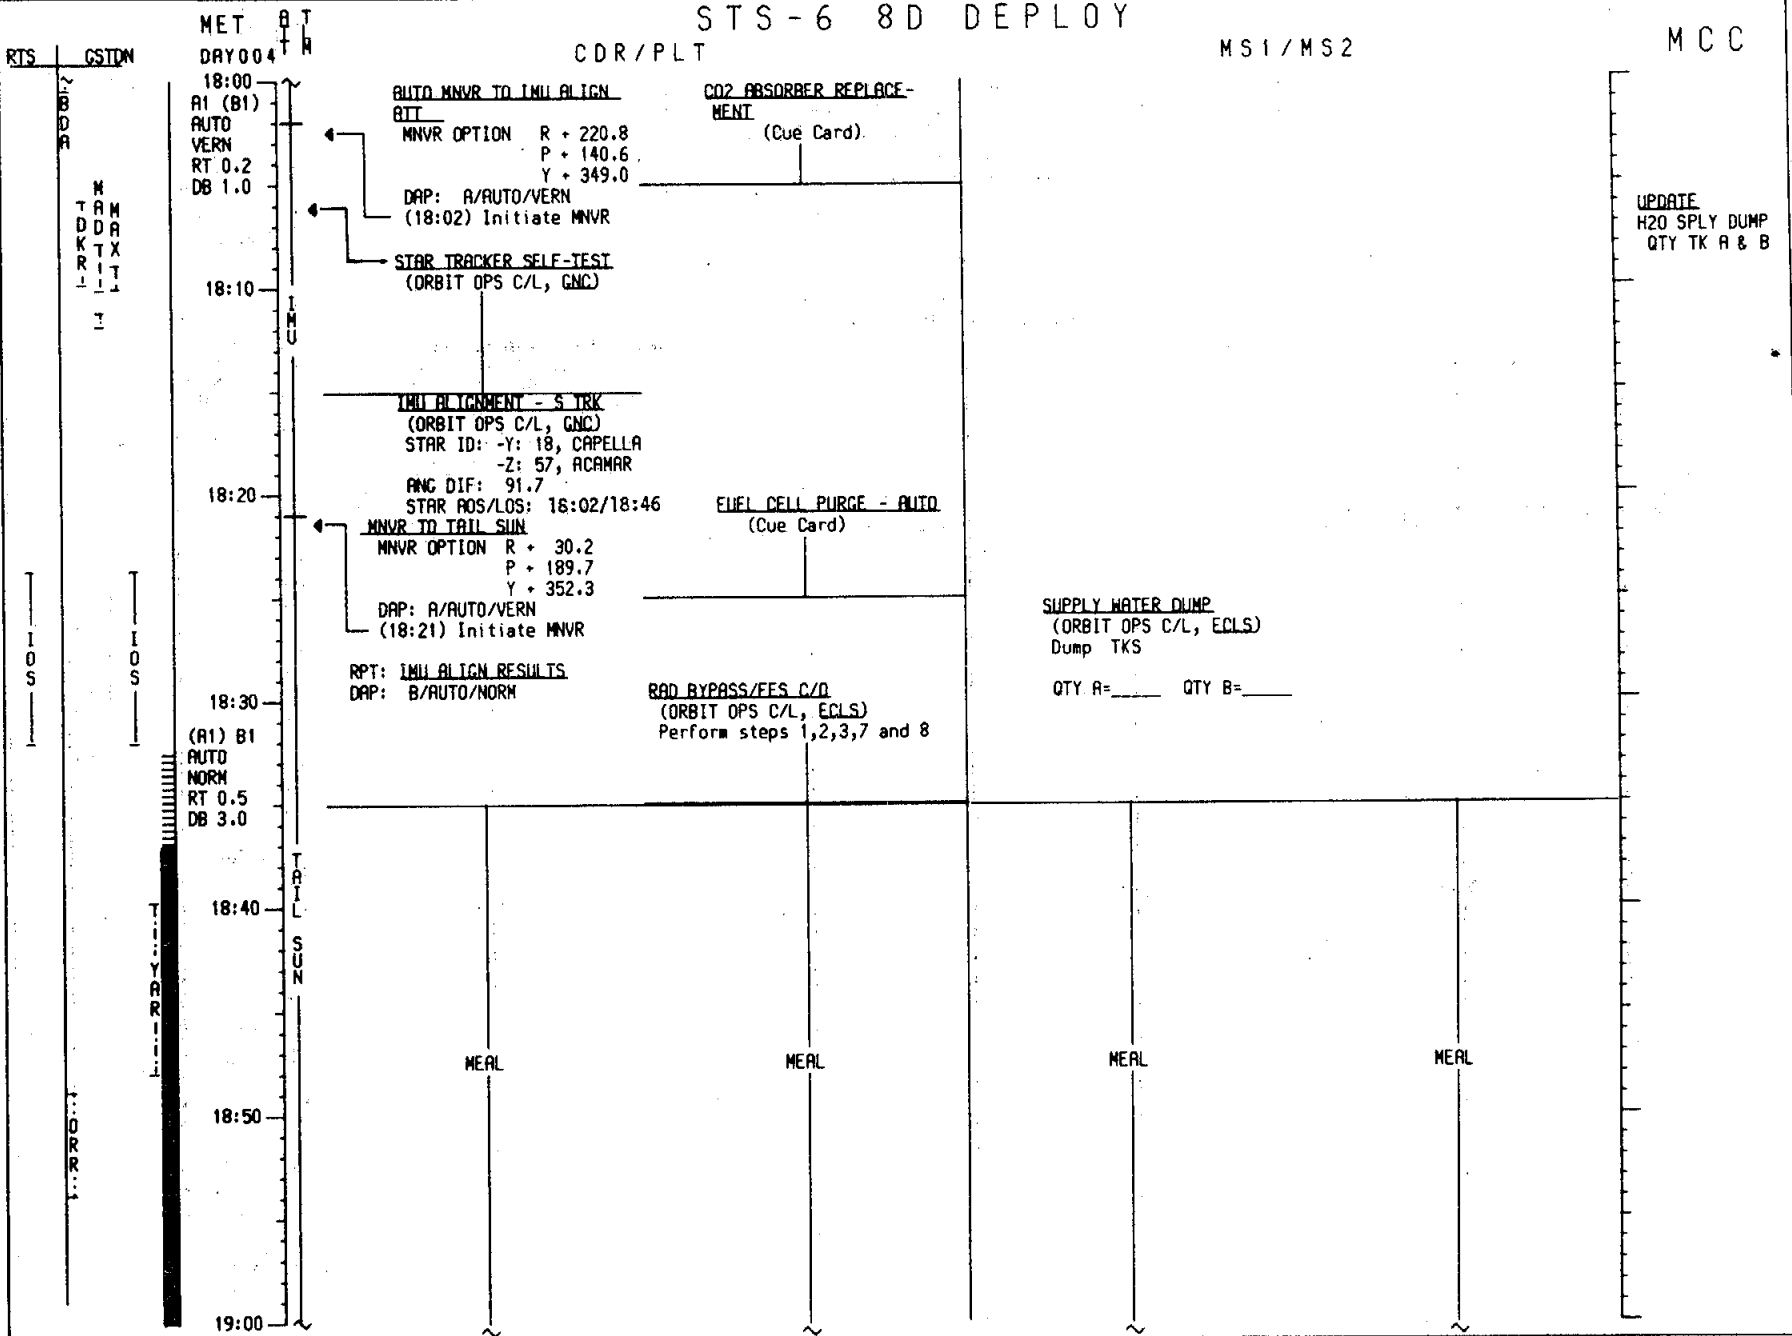 STS-6 8D DEPLOY
MET
ATT
TLM
RTS
GSTDN
DAY004
CDR/PLT
MS1/MS2
MCC
BDA
TDKR
MAD
MAX
IOS
IOS
YAR
ORR
18:00
A1 (B1)
AUTO
VERN
RT 0.2
DB 1.0
18:10
18:20
18:30
(A1) B1
AUTO
NORM
RT 0.5
DB 3.0
18:40
18:50
19:00
IMU
TAIL SUN
AUTO MNVR TO IMU ALIGN
ATT
MNVR OPTION R + 220.8
P + 140.6
Y + 349.0
DAP: A/AUTO/VERN
(18:02) Initiate MNVR
STAR TRACKER SELF-TEST
(ORBIT OPS C/L, GNC)
IMU ALIGNMENT - S TRK
(ORBIT OPS C/L, GNC)
STAR ID: -Y: 18, CAPELLA
-Z: 57, ACAMAR
ANG DIF: 91.7
STAR AOS/LOS: 18:02/18:46
MNVR TO TAIL SUN
MNVR OPTION R + 30.2
P + 189.7
Y + 352.3
DAP: A/AUTO/VERN
(18:21) Initiate MNVR
RPT: IMU ALIGN RESULTS
DAP: B/AUTO/NORM
CO2 ABSORBER REPLACE-
MENT
(Cue Card)
FUEL CELL PURGE - AUTO
(Cue Card)
RAD BYPASS/FES C/O
(ORBIT OPS C/L, ECLS)
Perform steps 1,2,3,7 and 8
SUPPLY WATER DUMP
(ORBIT OPS C/L, ECLS)
Dump TKS
QTY A=_____ QTY B=_____
UPDATE
H2O SPLY DUMP
QTY TK A & B
MEAL
MEAL
MEAL
MEAL